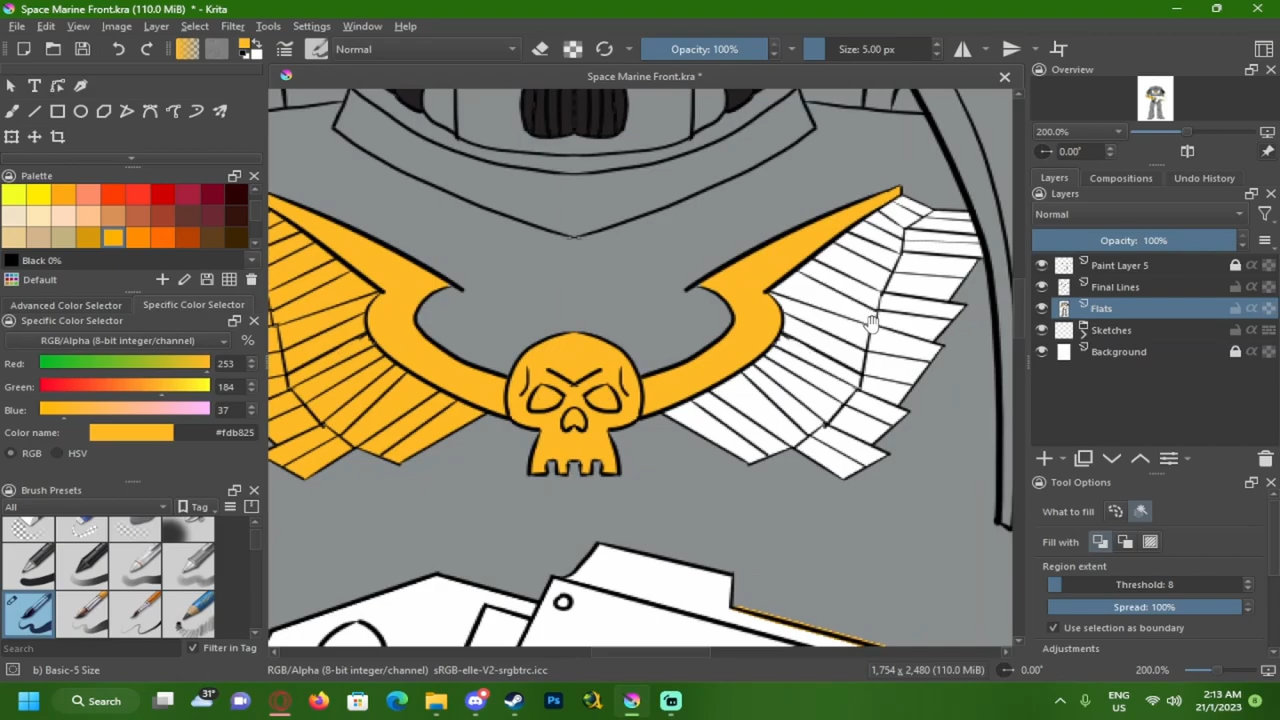 Space Marine Front.kra (110.0 MiB) * - Krita
File Edit View Image Layer Select Filter Tools Settings Window Help
Normal
Opacity: 100%
Size: 5.00 px
Space Marine Front.kra *
Overview
200.0%
0.00°
Palette
Black 0%
Default
Advanced Color Selector
Specific Color Selector
Specific Color Selector
RGB/Alpha (8-bit integer/channel)
%
Red: 253
Green: 184
Blue: 37
Color name: #fdb825
RGB HSV
Brush Presets
All
Tag
Search
Filter in Tag
Layers Compositions Undo History
Layers
Normal
Opacity: 100%
Paint Layer 5
Final Lines
Flats
Sketches
Background
Tool Options
What to fill
Fill with
Region extent
Threshold: 8
Spread: 100%
Use selection as boundary
Adjustments
b) Basic-5 Size
RGB/Alpha (8-bit integer/channel) sRGB-elle-V2-srgbtrc.icc
1,754 x 2,480 (110.0 MiB)
0.00°
200.0%
Search
31°
Ps
ENG
US
2:13 AM
21/1/2023
8